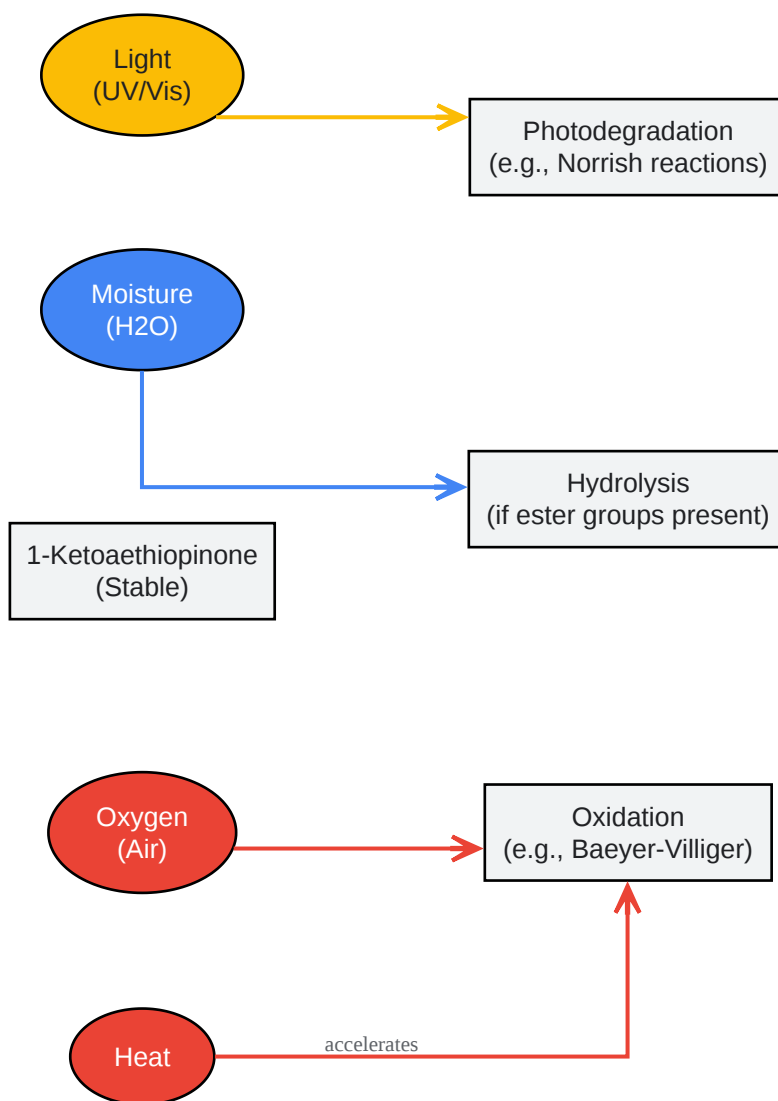 Light
(UV/Vis)
Photodegradation
(e.g., Norrish reactions)
Moisture
(H2O)
Hydrolysis
(if ester groups present)
1-Ketoaethiopinone
(Stable)
Oxygen
(Air)
Oxidation
(e.g., Baeyer-Villiger)
Heat
accelerates